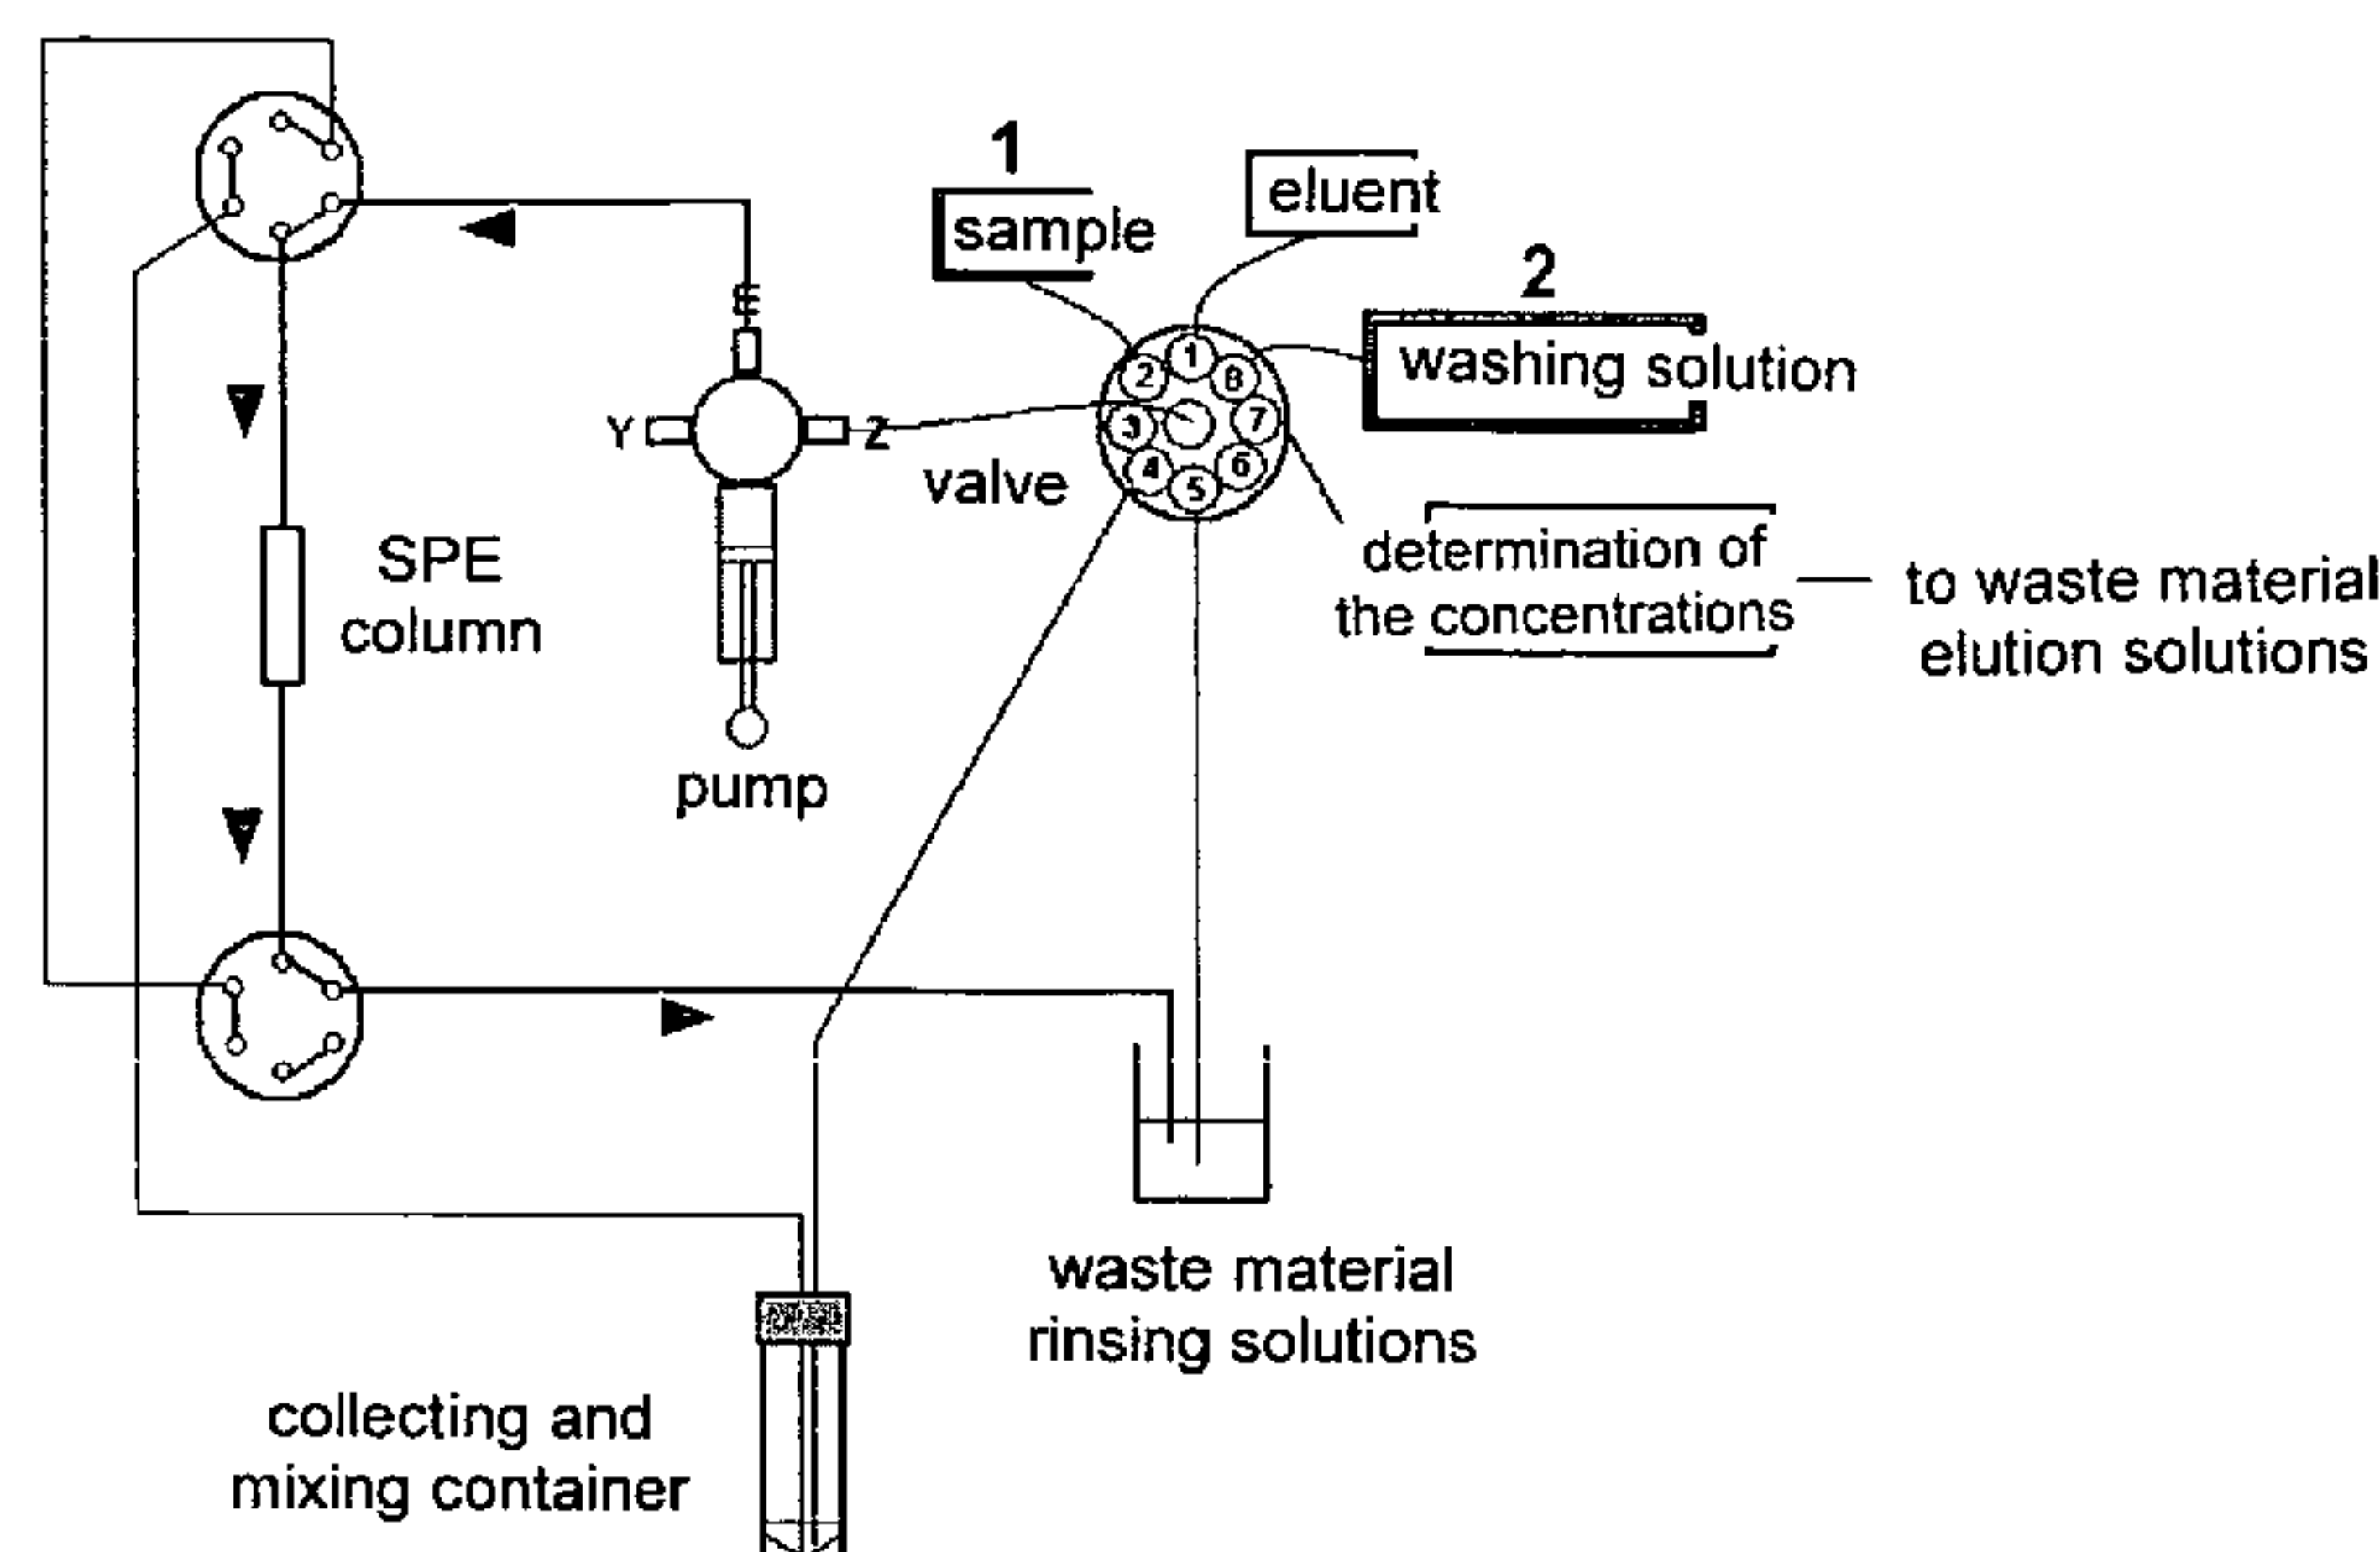 1
sample
eluent
2
washing solution
1
2
8
3
7
4
6
5
Y
Z
valve
SPE
column
determination of
the concentrations
to waste material
elution solutions
pump
waste material
rinsing solutions
collecting and
mixing container